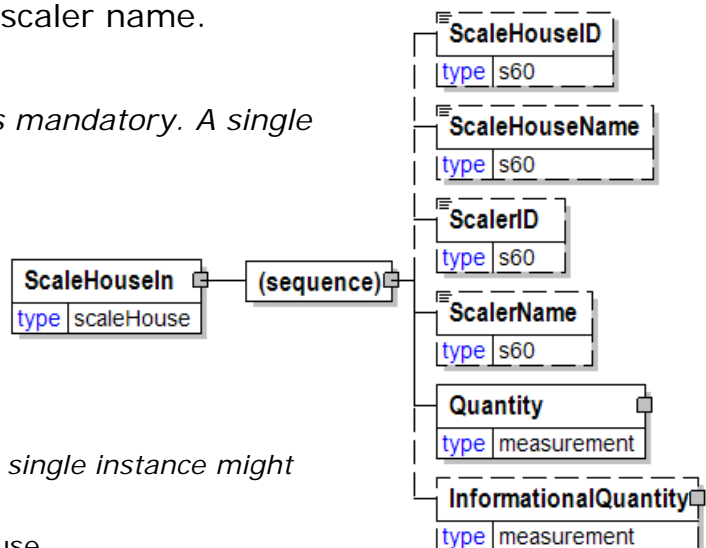 scaler name.
s mandatory. A single
single instance might
use
ScaleHouseIn
type scaleHouse
(sequence)
ScaleHouseID
type s60
ScaleHouseName
type s60
ScalerID
type s60
ScalerName
type s60
Quantity
type measurement
InformationalQuantity
type measurement